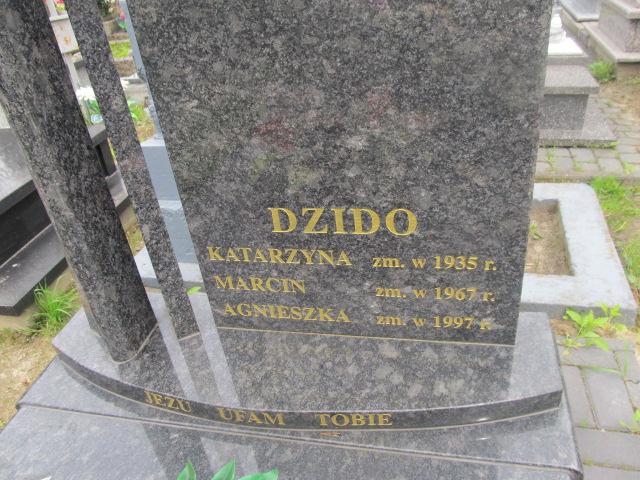 DZIDO
KATARZYNA zm. w 1935 r.
MARCIN zm. w 1967 r.
AGNIESZKA zm. w 1997 r.
JEZU UFAM TOBIE